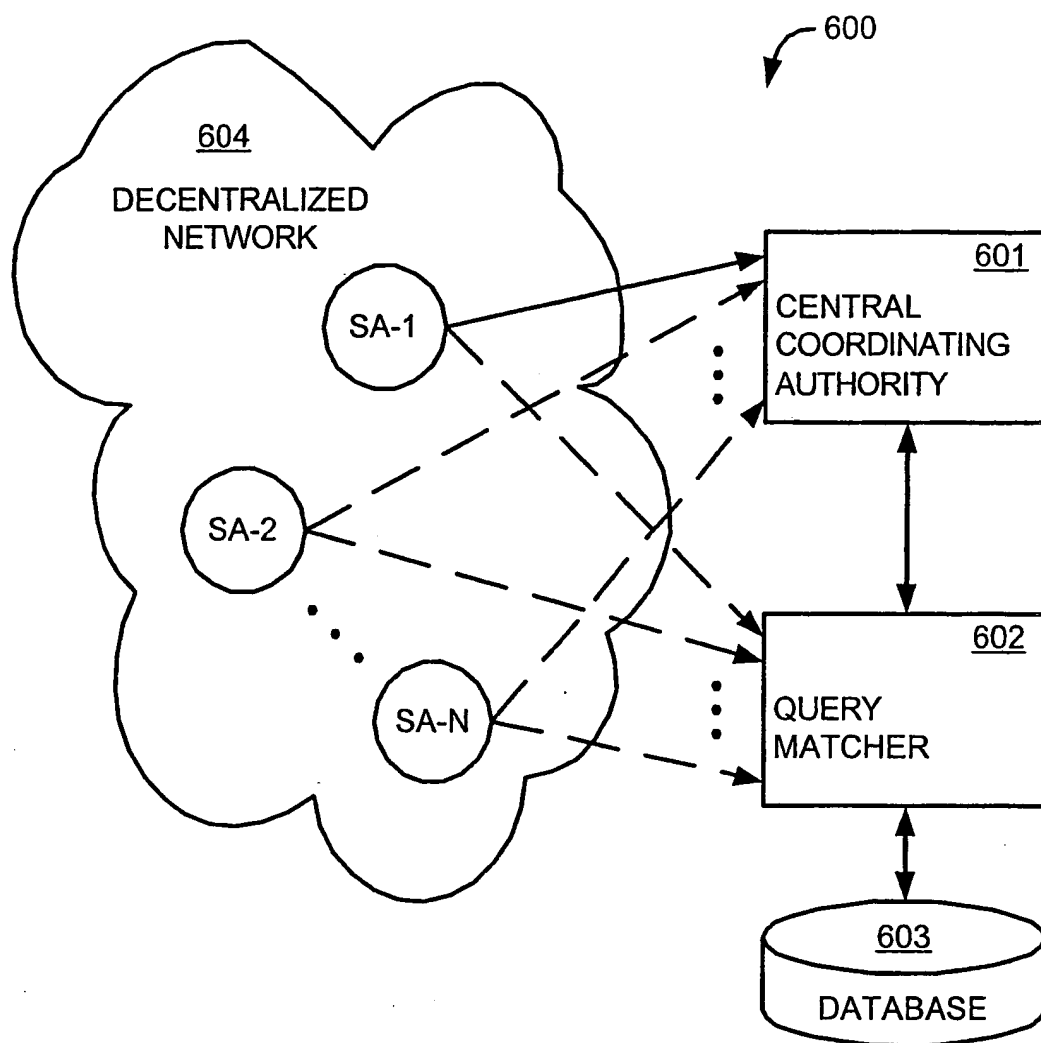 600
604
DECENTRALIZED
NETWORK
SA-1
SA-2
SA-N
601
CENTRAL
COORDINATING
AUTHORITY
602
QUERY
MATCHER
603
DATABASE